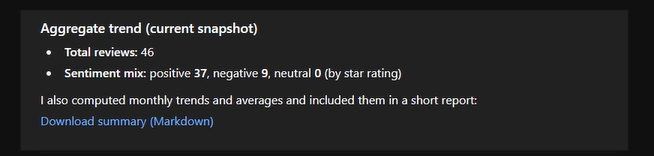 Aggregate trend (current snapshot)
• Total reviews: 46
• Sentiment mix: positive 37, negative 9, neutral 0 (by star rating)
I also computed monthly trends and averages and included them in a short report:
Download summary (Markdown)